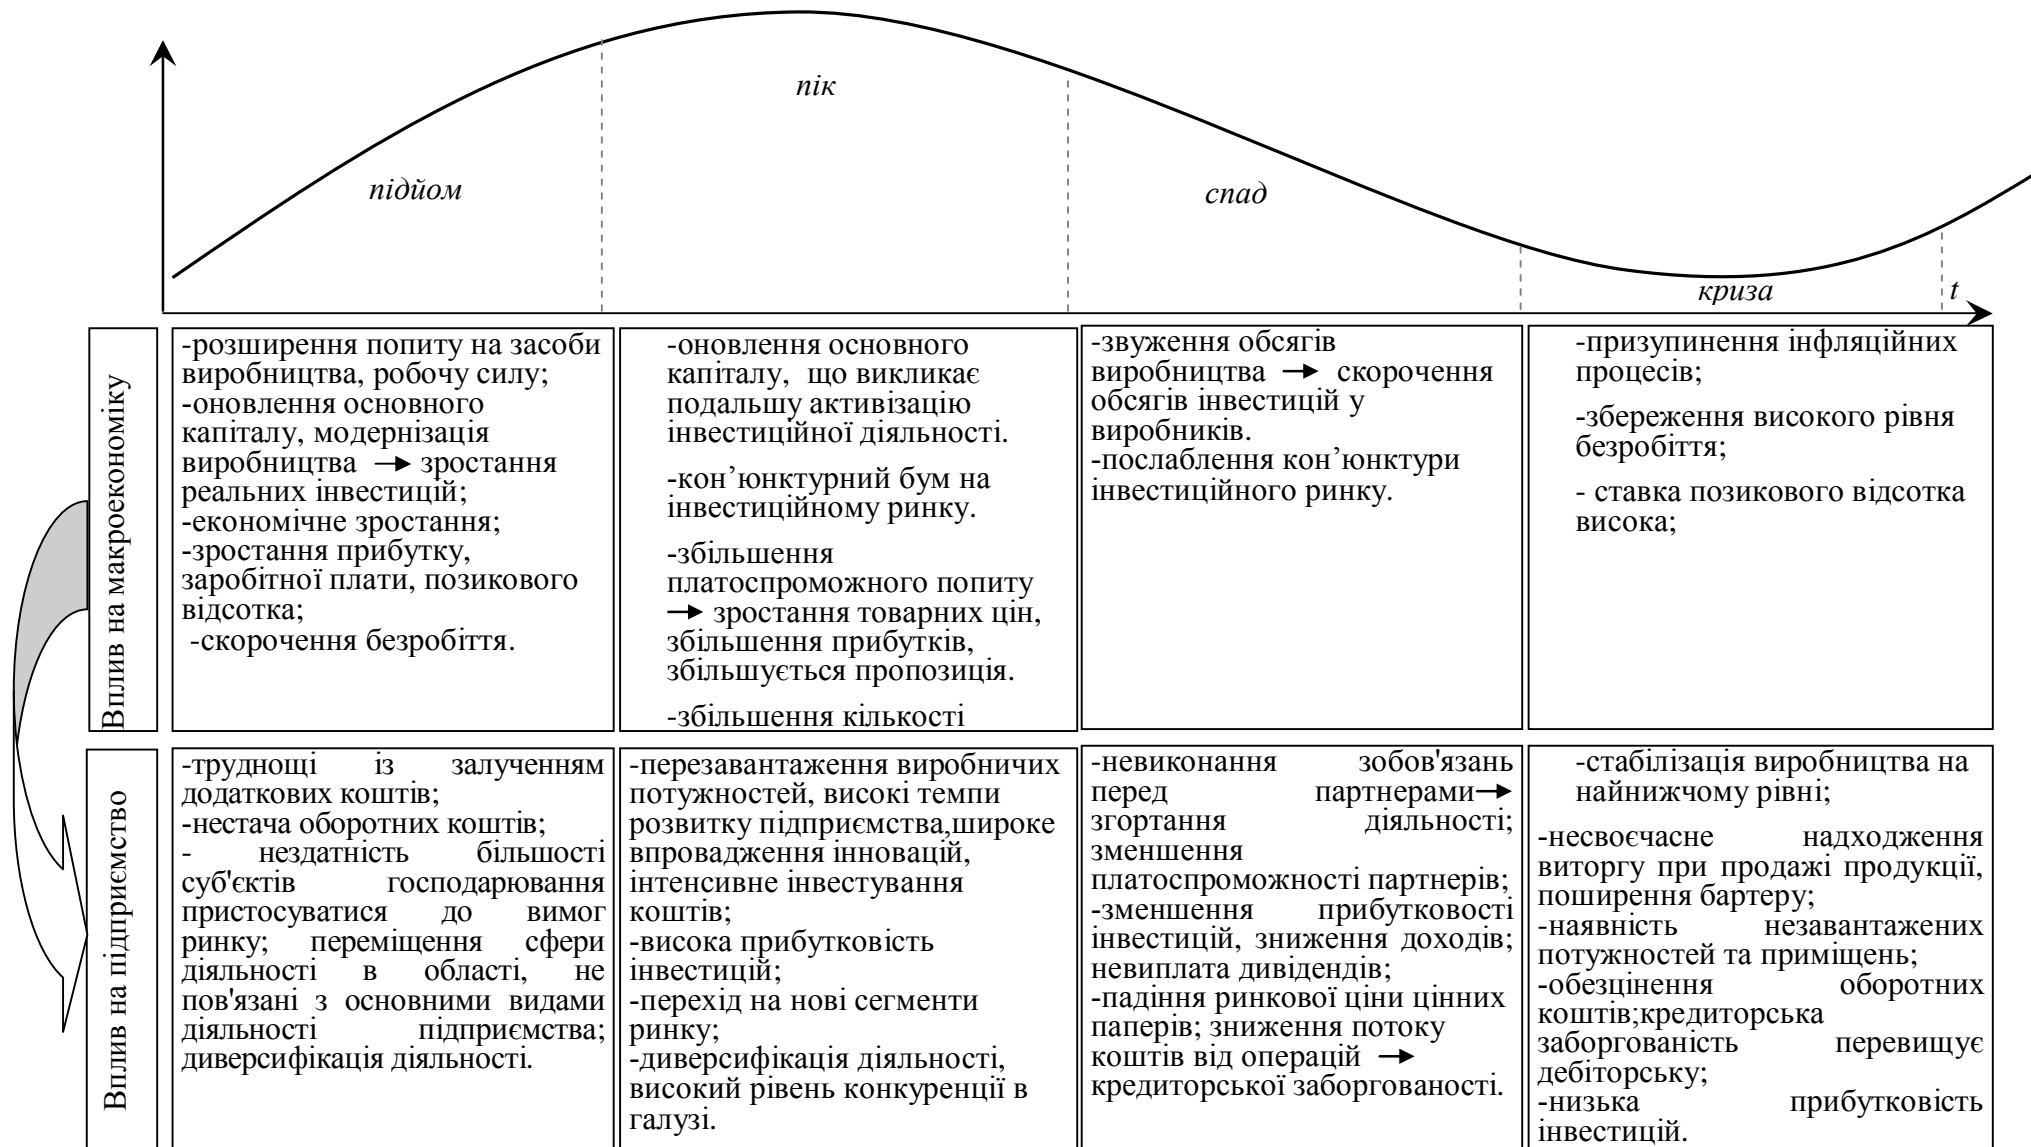 пік
підйом
спад
криза
t
Вплив на макроекономіку
-розширення попиту на засоби
виробництва, робочу силу;
-оновлення основного
капіталу, модернізація
виробництва → зростання
реальних інвестицій;
-економічне зростання;
-зростання прибутку,
заробітної плати, позикового
відсотка;
-скорочення безробіття.
-оновлення основного
капіталу, що викликає
подальшу активізацію
інвестиційної діяльності.
-кон’юнктурний бум на
інвестиційному ринку.
-збільшення
платоспроможного попиту
→ зростання товарних цін,
збільшення прибутків,
збільшується пропозиція.
-збільшення кількості
-звуження обсягів
виробництва → скорочення
обсягів інвестицій у
виробників.
-послаблення кон’юнктури
інвестиційного ринку.
-призупинення інфляційних
процесів;
-збереження високого рівня
безробіття;
- ставка позикового відсотка
висока;
Вплив на підприємство
-труднощі із залученням
додаткових коштів;
-нестача оборотних коштів;
- нездатність більшості
суб'єктів господарювання
пристосуватися до вимог
ринку; переміщення сфери
діяльності в області, не
пов'язані з основними видами
діяльності підприємства;
диверсифікація діяльності.
-перезавантаження виробничих
потужностей, високі темпи
розвитку підприємства,широке
впровадження інновацій,
інтенсивне інвестування
коштів;
-висока прибутковість
інвестицій;
-перехід на нові сегменти
ринку;
-диверсифікація діяльності,
високий рівень конкуренції в
галузі.
-невиконання зобов'язань
перед партнерами→
згортання діяльності;
зменшення
платоспроможності партнерів;
-зменшення прибутковості
інвестицій, зниження доходів;
невиплата дивідендів;
-падіння ринкової ціни цінних
паперів; зниження потоку
коштів від операцій →
кредиторської заборгованості.
-стабілізація виробництва на
найнижчому рівні;
-несвоєчасне надходження
виторгу при продажі продукції,
поширення бартеру;
-наявність незавантажених
потужностей та приміщень;
-обезцінення оборотних
коштів;кредиторська
заборгованість перевищує
дебіторську;
-низька прибутковість
інвестицій.